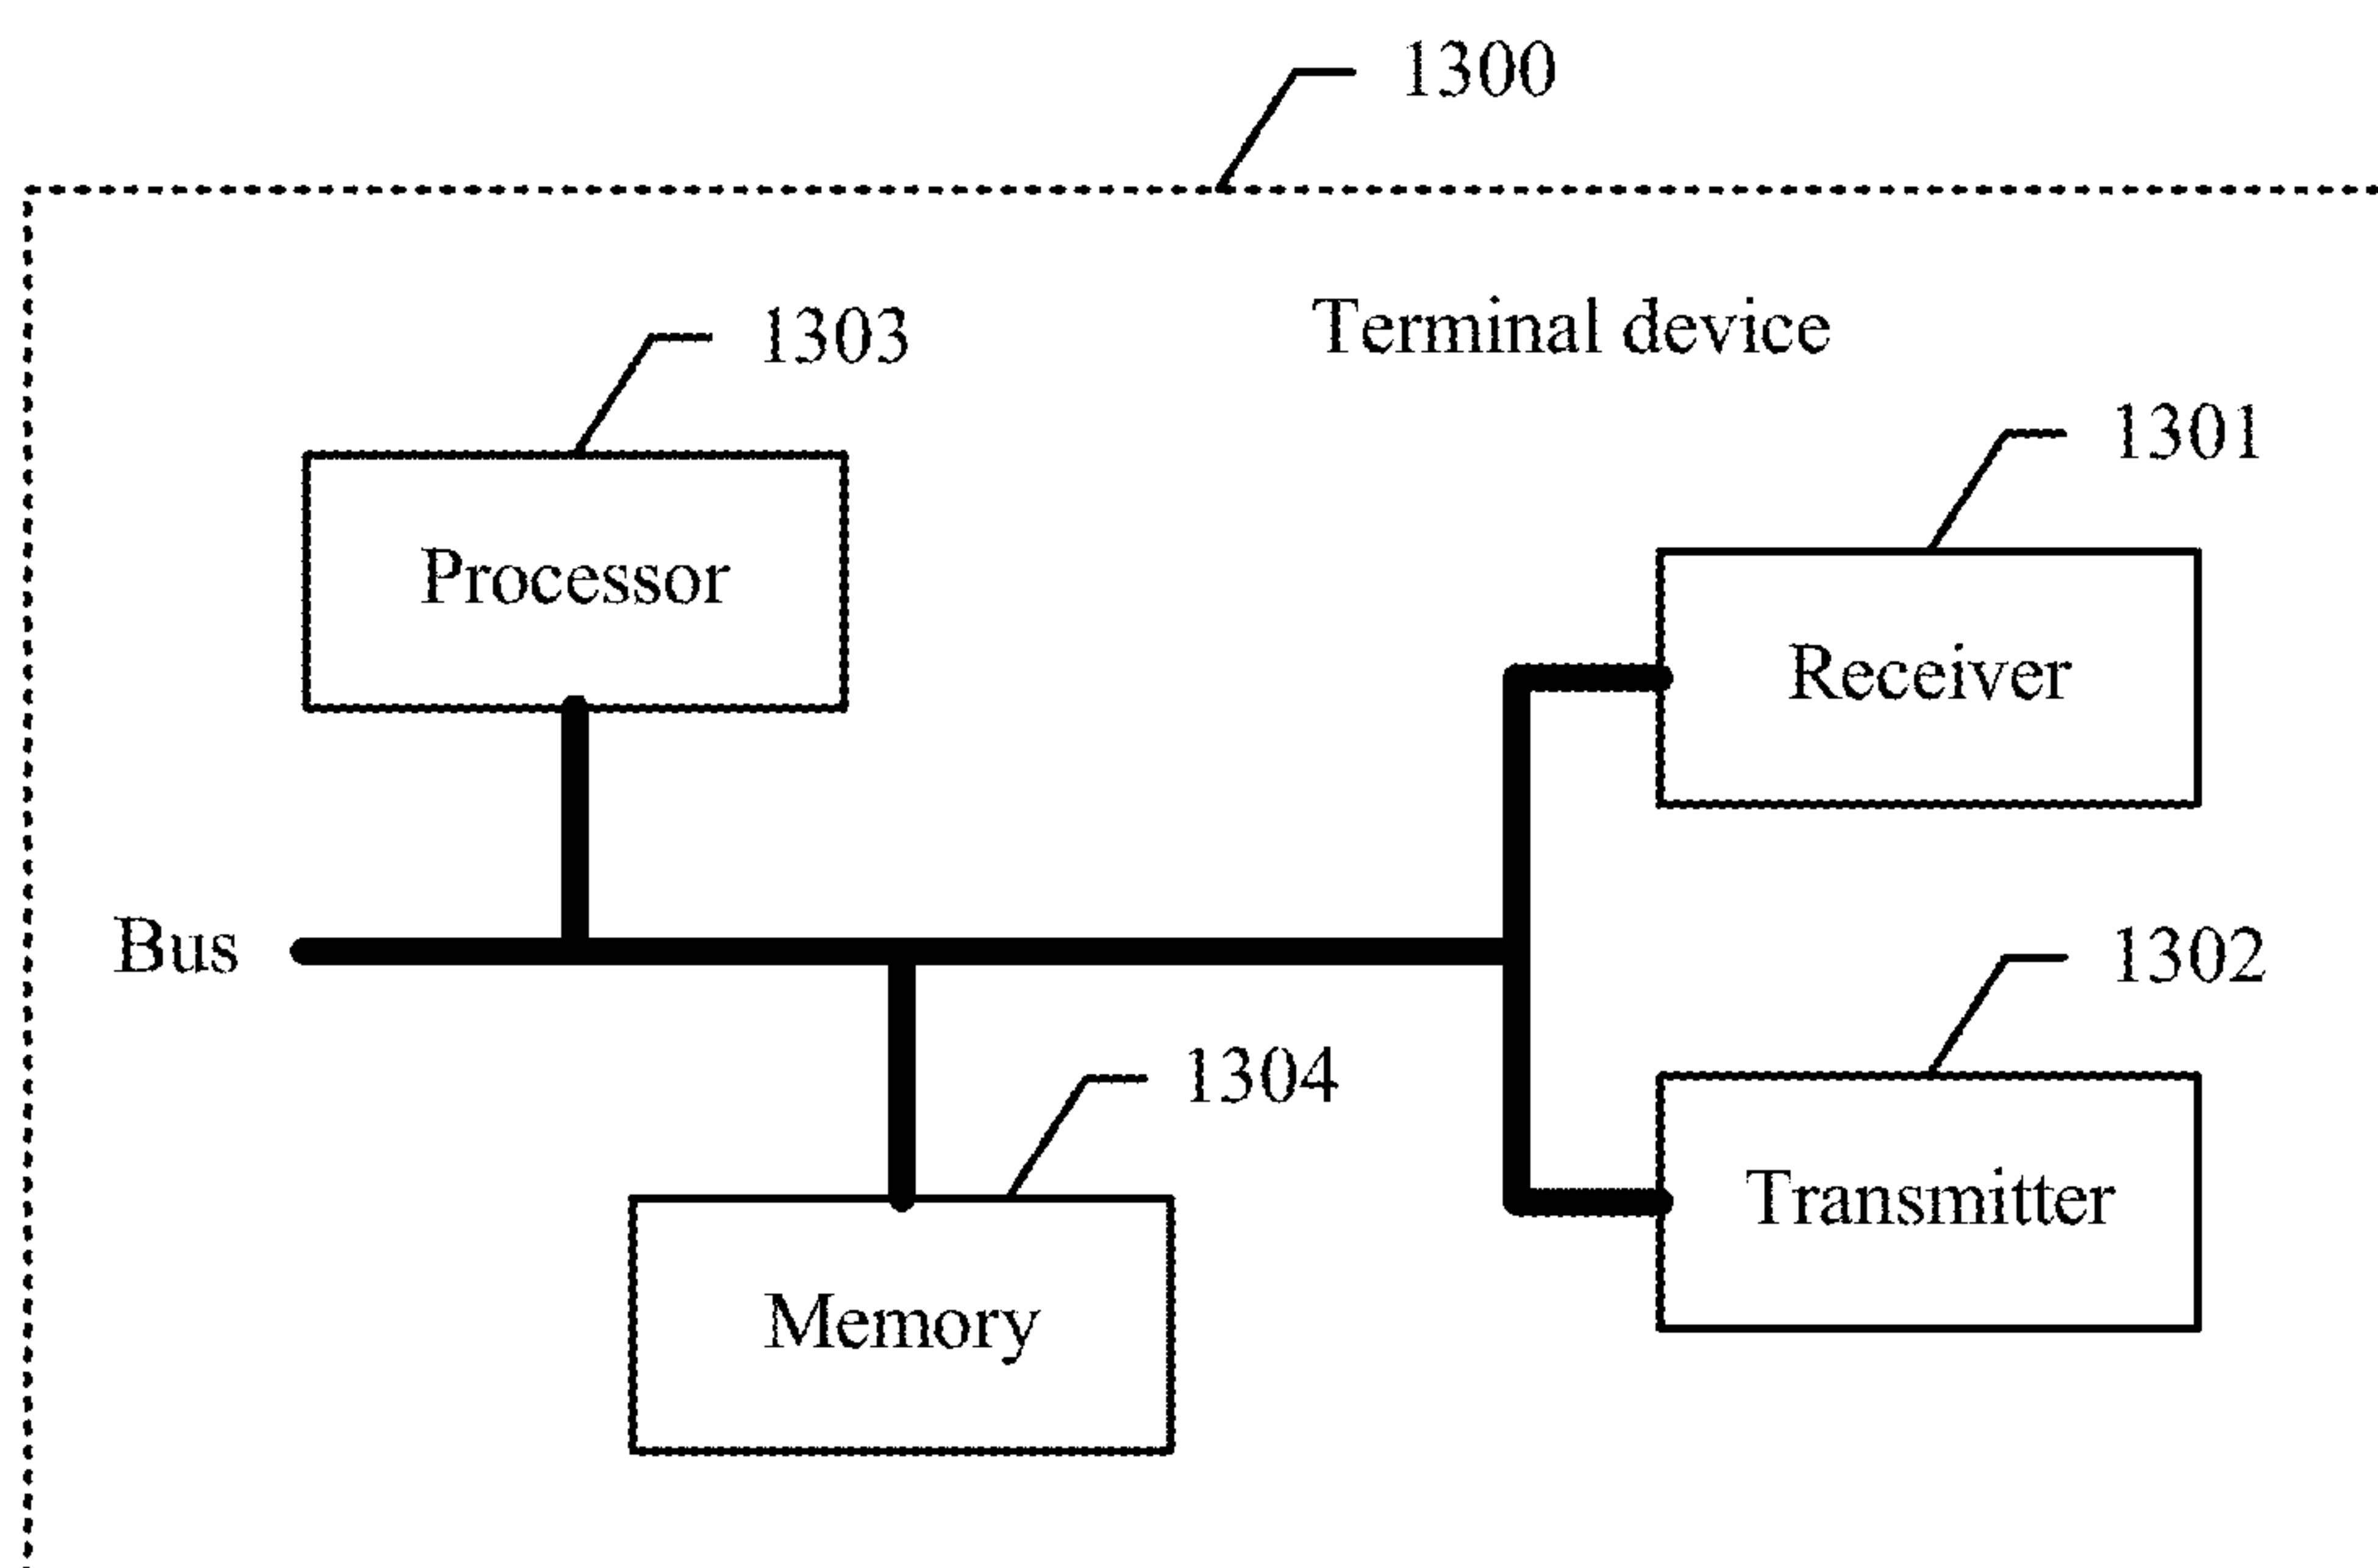 1300
Terminal device
1303
1301
Processor
Receiver
Bus
1302
1304
Transmitter
Memory